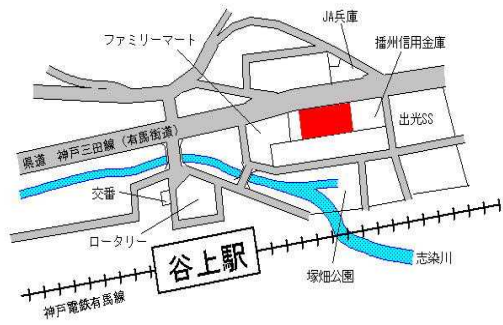 JA兵庫
ファミリーマート
播州信用金庫
出光SS
県道 神戸三田線（有馬街道）
交番
ロータリー
谷上駅
塚畑公園
志染川
神戸電鉄有馬線